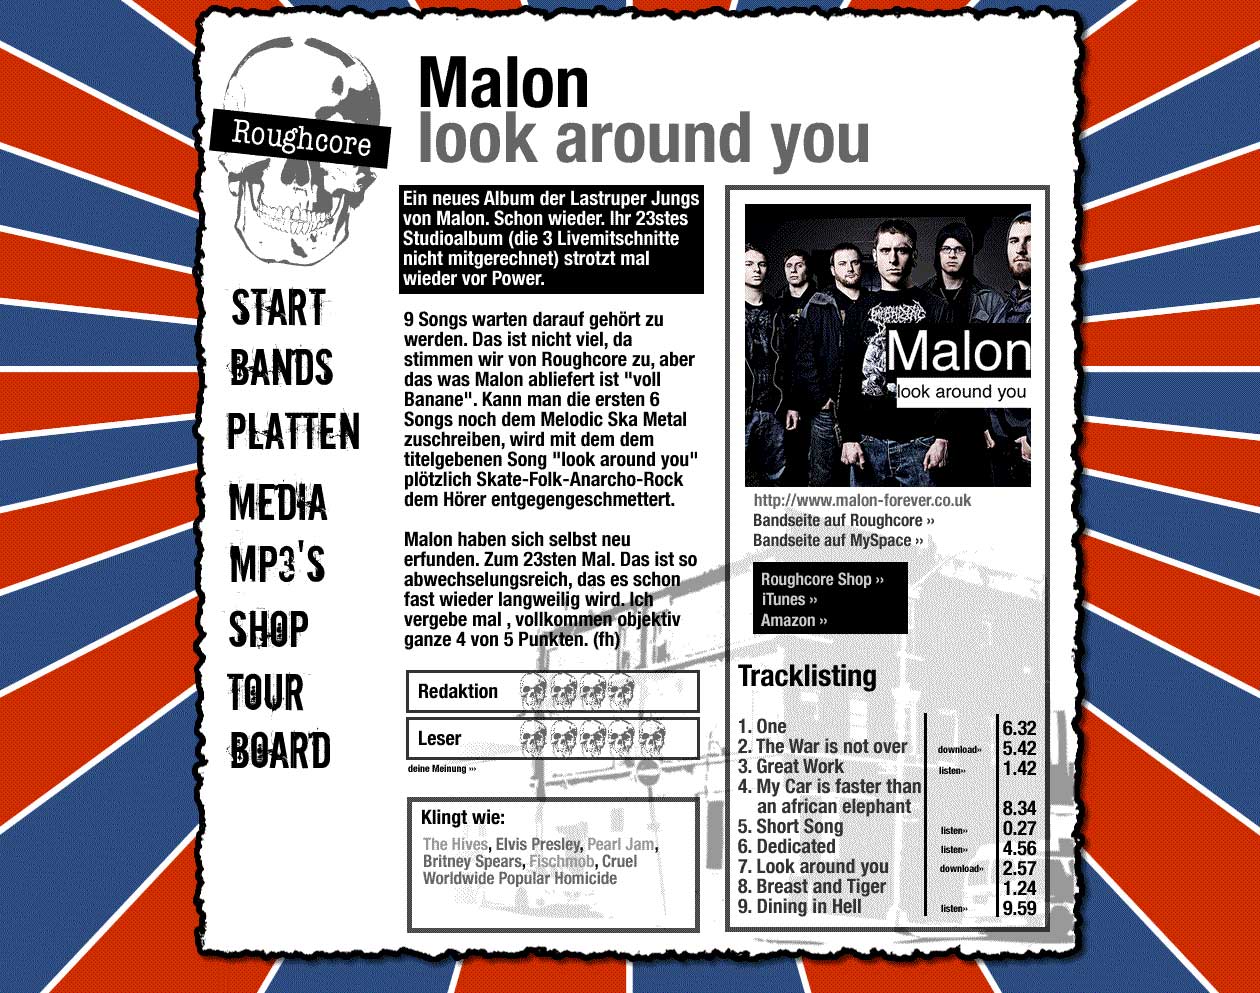 Roughcore
START
BANDS
PLATTEN
MEDIA
MP3'S
SHOP
TOUR
BOARD
Malon
look around you
Ein neues Album der Lastruper Jungs
von Malon. Schon wieder. Ihr 23stes
Studioalbum (die 3 Livemitschnitte
nicht mitgerechnet) strotzt mal
wieder vor Power.
9 Songs warten darauf gehört zu
werden. Das ist nicht viel, da
stimmen wir von Roughcore zu, aber
das was Malon abliefert ist "voll
Banane". Kann man die ersten 6
Songs noch dem Melodic Ska Metal
zuschreiben, wird mit dem dem
titelgebenen Song "look around you"
plötzlich Skate-Folk-Anarcho-Rock
dem Hörer entgegengeschmettert.
Malon haben sich selbst neu
erfunden. Zum 23sten Mal. Das ist so
abwechselungsreich, das es schon
fast wieder langweilig wird. Ich
vergebe mal , vollkommen objektiv
ganze 4 von 5 Punkten. (fh)
Redaktion
Leser
deine Meinung ›››
Klingt wie:
The Hives, Elvis Presley, Pearl Jam,
Britney Spears, Fischmob, Cruel
Worldwide Popular Homicide
Malon
look around you
http://www.malon-forever.co.uk
Bandseite auf Roughcore ››
Bandseite auf MySpace ››
Roughcore Shop ››
iTunes ››
Amazon ››
Tracklisting
1. One 6.32
2. The War is not over download›› 5.42
3. Great Work listen›› 1.42
4. My Car is faster than
an african elephant 8.34
5. Short Song listen›› 0.27
6. Dedicated listen›› 4.56
7. Look around you download›› 2.57
8. Breast and Tiger 1.24
9. Dining in Hell listen›› 9.59